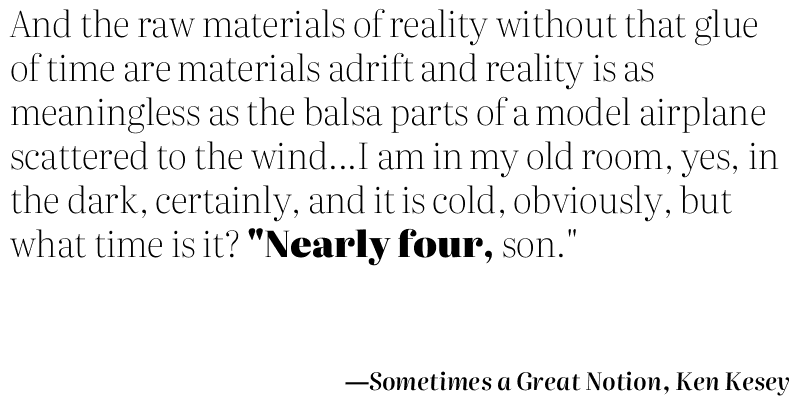 And the raw materials of reality without that glue
of time are materials adrift and reality is as
meaningless as the balsa parts of a model airplane
scattered to the wind...I am in my old room, yes, in
the dark, certainly, and it is cold, obviously, but
what time is it? "Nearly four, son."
—Sometimes a Great Notion, Ken Kesey